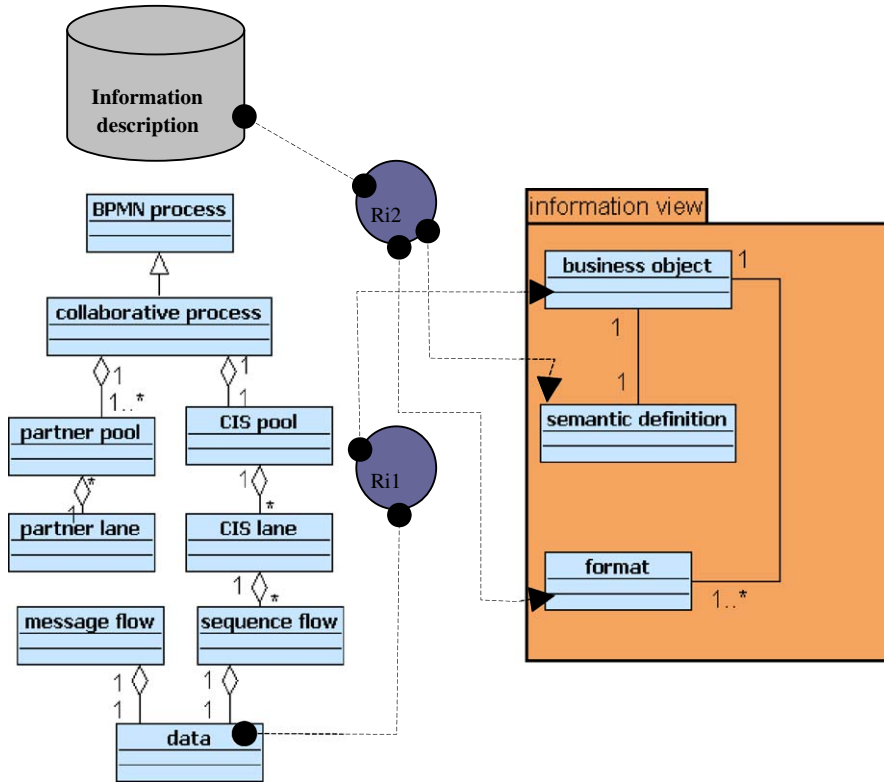 Information
description
BPMN process
Ri2
information view
business object
1
collaborative process
1
1
1
1..*
1
1
partner pool
CIS pool
semantic definition
*
1
1
*
Ri1
partner lane
CIS lane
format
1
*
1..*
message flow
sequence flow
1
1
1
1
data